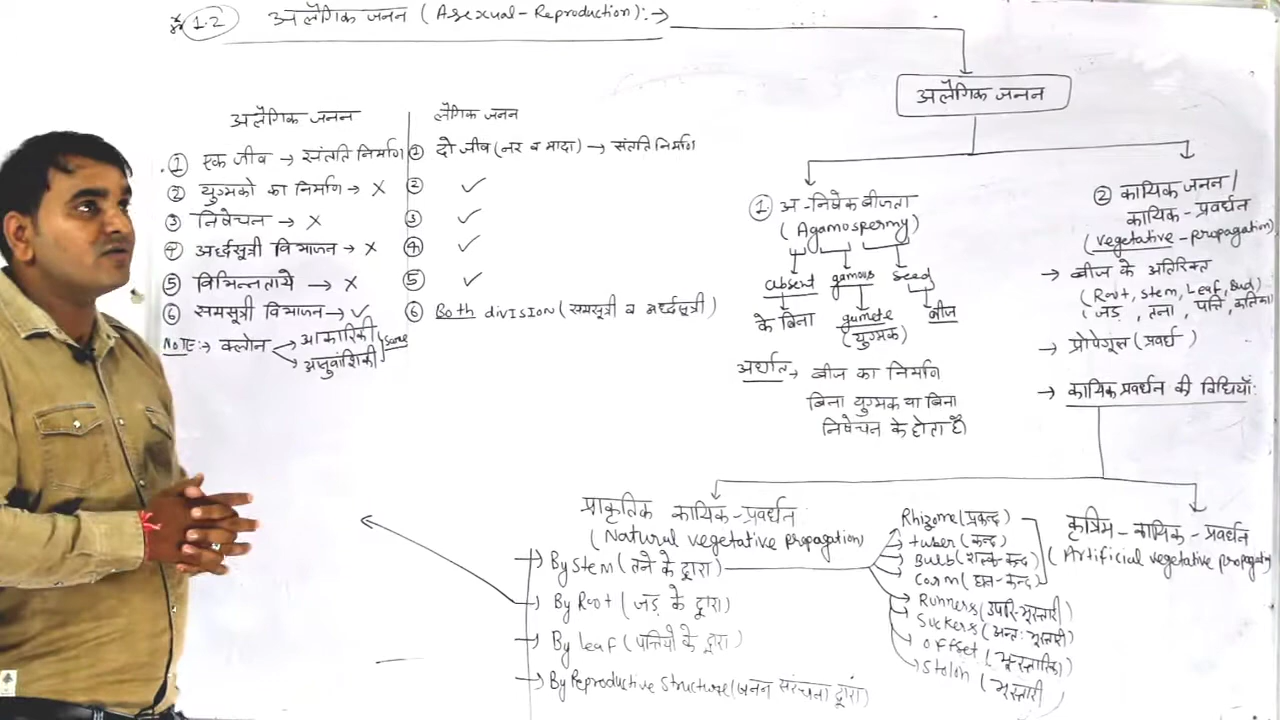 1.2 अलैगिक जनन (Asexual-Reproduction):→
अलैगिक जनन
अलैगिक जनन
① एक जीव → संतति निर्माण
② युग्मको का निर्माण → X
③ निषेचन → X
④ अर्धसूत्री विभाजन → X
⑤ विभिन्नताये → X
⑥ समसूत्री विभाजन → ✓
NOTE:→ क्लोन → आकारिकी
→ अनुवांशिकी } Same
लैगिक जनन
① दो जीव (नर व मादा) → संतति निर्माण
② ✓
③ ✓
④ ✓
⑤ ✓
⑥ Both division (समसूत्री व अर्धसूत्री)
① अ-निषेक बीजता
(Agamospermy)
absent gamous seed
के बिना gamete बीज
(युग्मक)
अर्थात → बीज का निर्माण
बिना युग्मक या बिना
निषेचन के होता है
② कायिक जनन /
कायिक-प्रवर्धन
(vegetative-propagation)
→ बीज के अतिरिक्त
(Root, stem, Leaf, Bud)
(जड़, तना, पत्ति, कलिका)
→ प्रोपेगूल (प्रवर्ध)
→ कायिक प्रवर्धन की विधियाँ:
प्राकृतिक कायिक-प्रवर्धन
(Natural vegetative propagation)
→ By Stem (तने के द्वारा)
→ By Root (जड़ के द्वारा)
→ By leaf (पत्तियो के द्वारा)
→ By Reproductive Structure (जनन संरचना द्वारा)
Rhizome (प्रकन्द)
tuber (कन्द)
Bulb (शल्क-कन्द)
Corm (घन-कन्द)
Runners (उपरि-भूस्तारी)
Suckers (अन्तः भूस्तारी)
offset (भूस्तारिका)
Stolon (भूस्तारी)
कृत्रिम-कायिक-प्रवर्धन
(Artificial vegetative propagation)